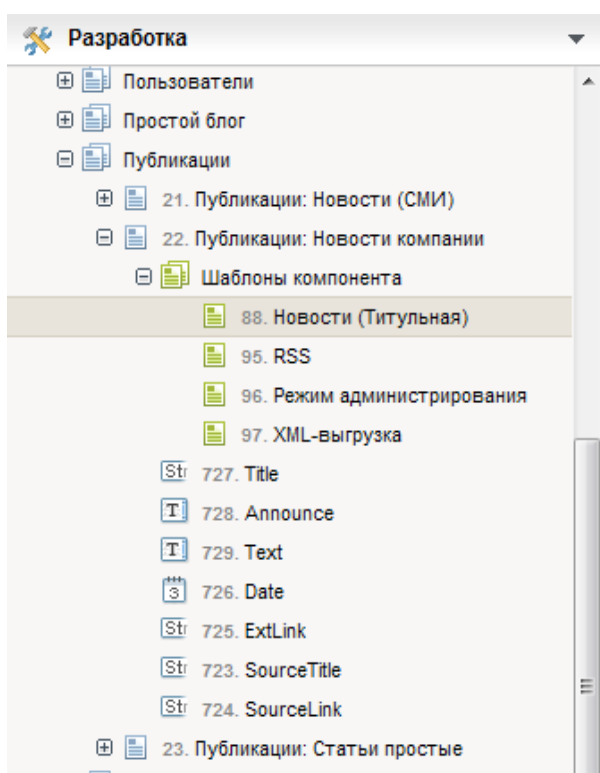 Разработка
Пользователи
Простой блог
Публикации
21. Публикации: Новости (СМИ)
22. Публикации: Новости компании
Шаблоны компонента
88. Новости (Титульная)
95. RSS
96. Режим администрирования
97. XML-выгрузка
Str 727. Title
T 728. Announce
T 729. Text
3 726. Date
Str 725. ExtLink
Str 723. SourceTitle
Str 724. SourceLink
23. Публикации: Статьи простые